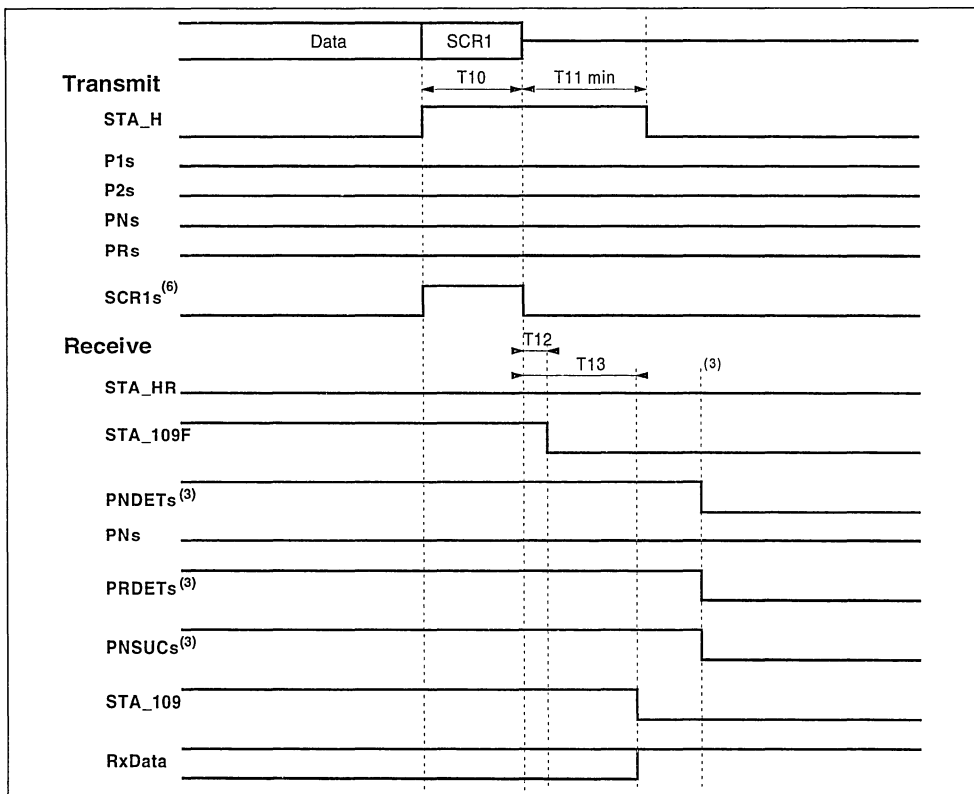 Data SCR1
T10 T11 min
Transmit
STA_H
P1s
P2s
PNs
PRs
SCR1s(6)
T12
Receive
T13 (3)
STA_HR
STA_109F
PNDETs(3)
PNs
PRDETs(3)
PNSUCs(3)
STA_109
RxData